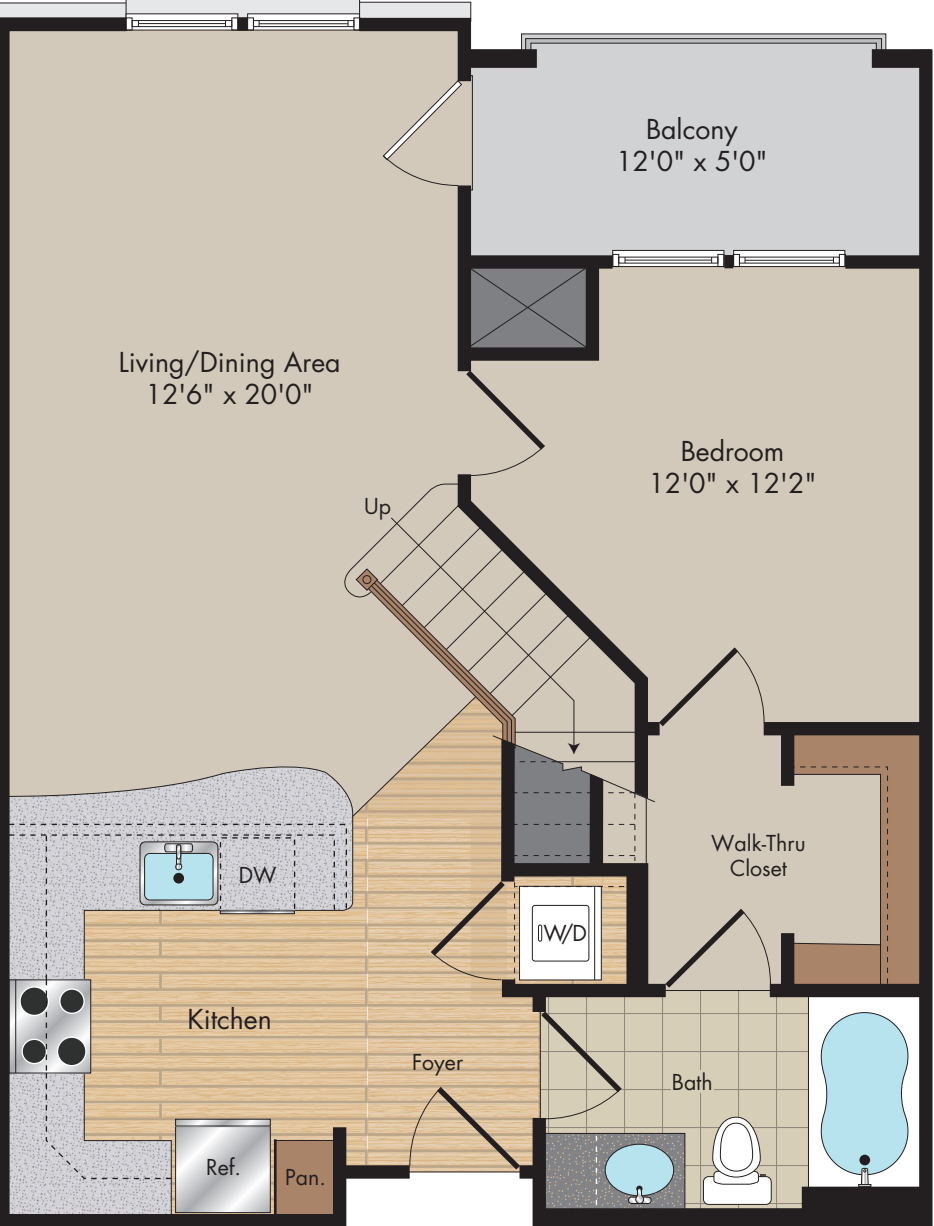 Balcony
12'0" x 5'0"
Living/Dining Area
12'6" x 20'0"
Bedroom
12'0" x 12'2"
Up
Walk-Thru
Closet
DW
W/D
Kitchen
Foyer
Bath
Ref.
Pan.